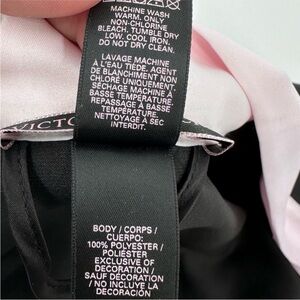 MACHINE WASH
WARM. ONLY
NON-CHLORINE
BLEACH. TUMBLE DRY
LOW. COOL IRON.
DO NOT DRY CLEAN.
LAVAGE MACHINE
À L'EAU TIÈDE. AGENT
DE BLANCHIMENT NON
CHLORÉ UNIQUEMENT.
SÉCHAGE MACHINE À
BASSE TEMPÉRATURE.
REPASSAGE À BASSE
TEMPÉRATURE.
NETTOYAGE À SEC
INTERDIT.
VICTO
BODY / CORPS /
CUERPO:
100% POLYESTER /
POLIÉSTER
EXCLUSIVE OF
DECORATION /
SAUF DÉCORATION
/ NO INCLUYE LA
DECORACIÓN